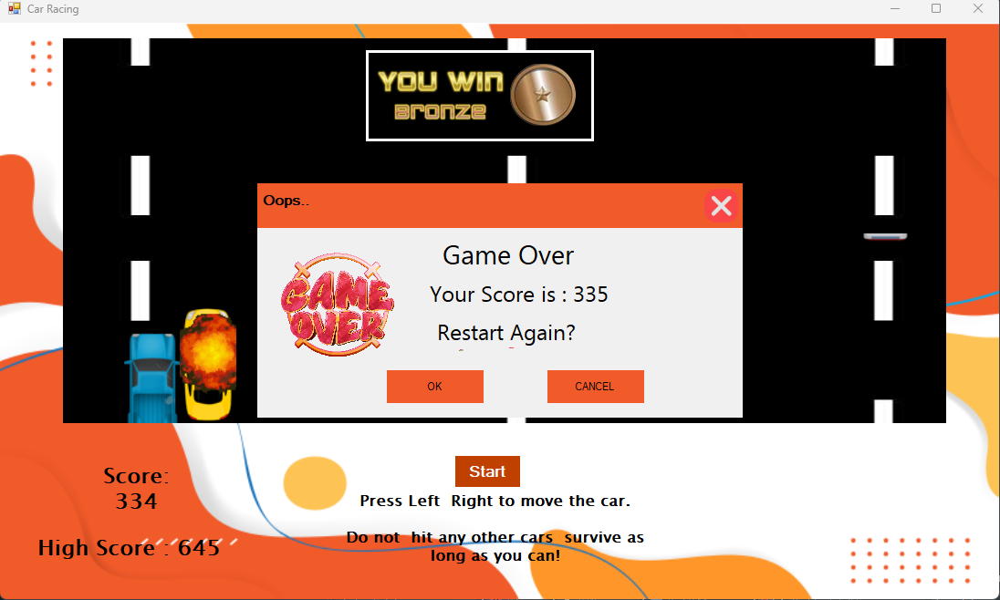 Car Racing
YOU WIN
BRONZE
Oops..
GAME
OVER
Game Over
Your Score is : 335
Restart Again?
OK
CANCEL
Score:
334
High Score : 645
Start
Press Left  Right to move the car.
Do not  hit any other cars  survive as
long as you can!